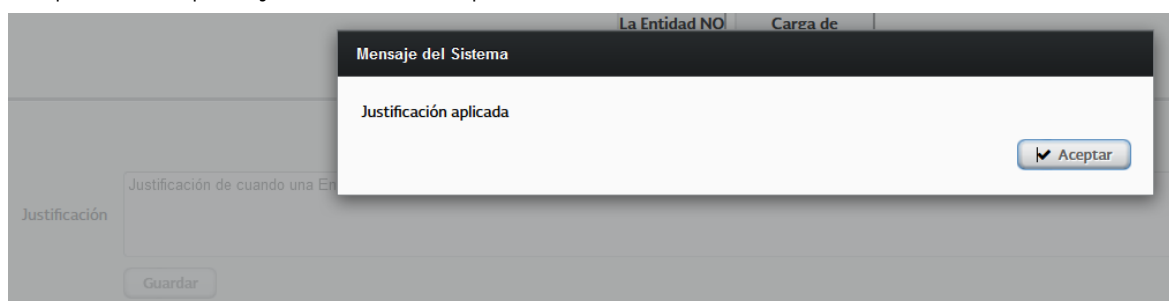 La Entidad NO Carga de
Mensaje del Sistema
Justificación aplicada
Aceptar
Justificación de cuando una En
Justificación
Guardar